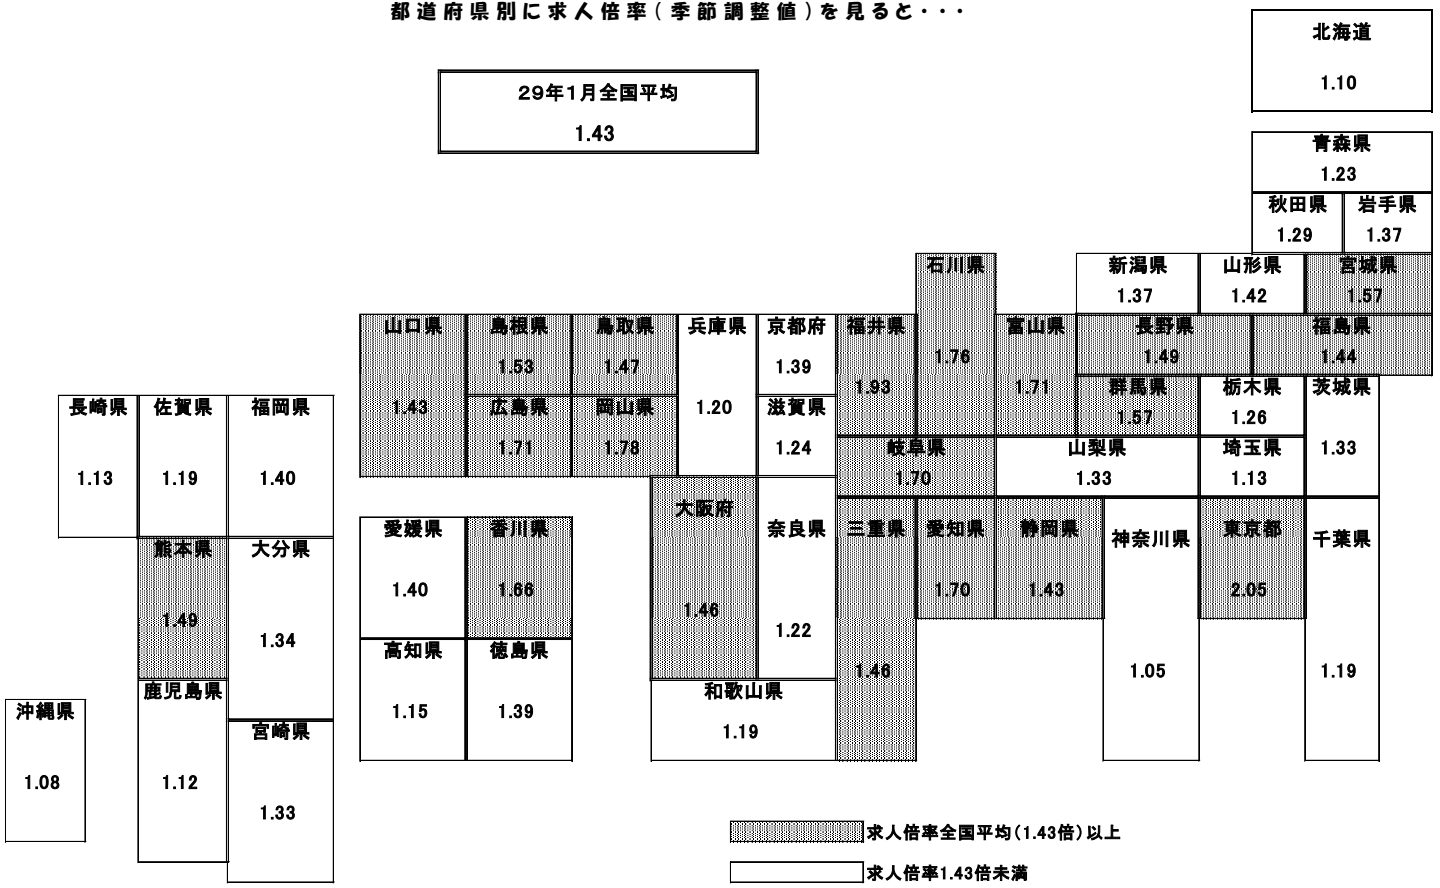 都道府県別に求人倍率(季節調整値)を見ると・・・
29年1月全国平均
1.43
北海道
1.10
青森県
1.23
秋田県
1.29
岩手県
1.37
石川県
1.76
新潟県
1.37
山形県
1.42
宮城県
1.57
山口県
1.43
島根県
1.53
鳥取県
1.47
兵庫県
1.20
京都府
1.39
福井県
1.93
富山県
1.71
長野県
1.49
福島県
1.44
群馬県
1.57
栃木県
1.26
茨城県
1.33
長崎県
1.13
佐賀県
1.19
福岡県
1.40
広島県
1.71
岡山県
1.78
滋賀県
1.24
岐阜県
1.70
山梨県
1.33
埼玉県
1.13
大阪府
1.46
奈良県
1.22
三重県
1.46
愛知県
1.70
静岡県
1.43
神奈川県
1.05
東京都
2.05
千葉県
1.19
愛媛県
1.40
香川県
1.66
熊本県
1.49
大分県
1.34
高知県
1.15
徳島県
1.39
和歌山県
1.19
沖縄県
1.08
鹿児島県
1.12
宮崎県
1.33
求人倍率全国平均(1.43倍)以上
求人倍率1.43倍未満